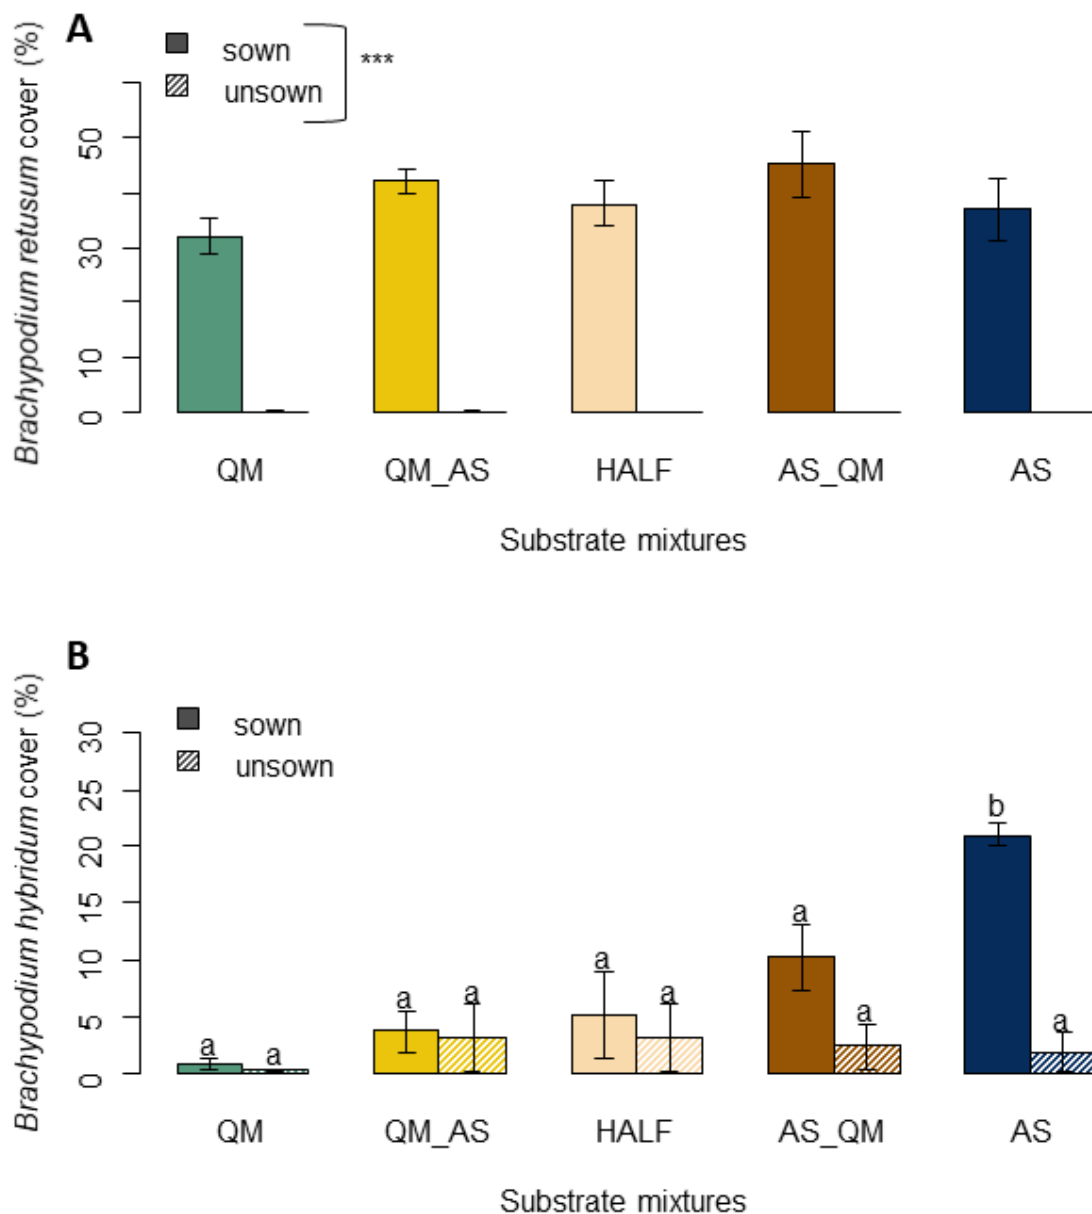 A
sown
unsown
***
Brachypodium retusum cover (%)
50
30
10
0
QM QM_AS HALF AS_QM AS
Substrate mixtures
B
sown
unsown
Brachypodium hybridum cover (%)
30
25
20
15
10
5
0
a a a a a a a a b a
QM QM_AS HALF AS_QM AS
Substrate mixtures